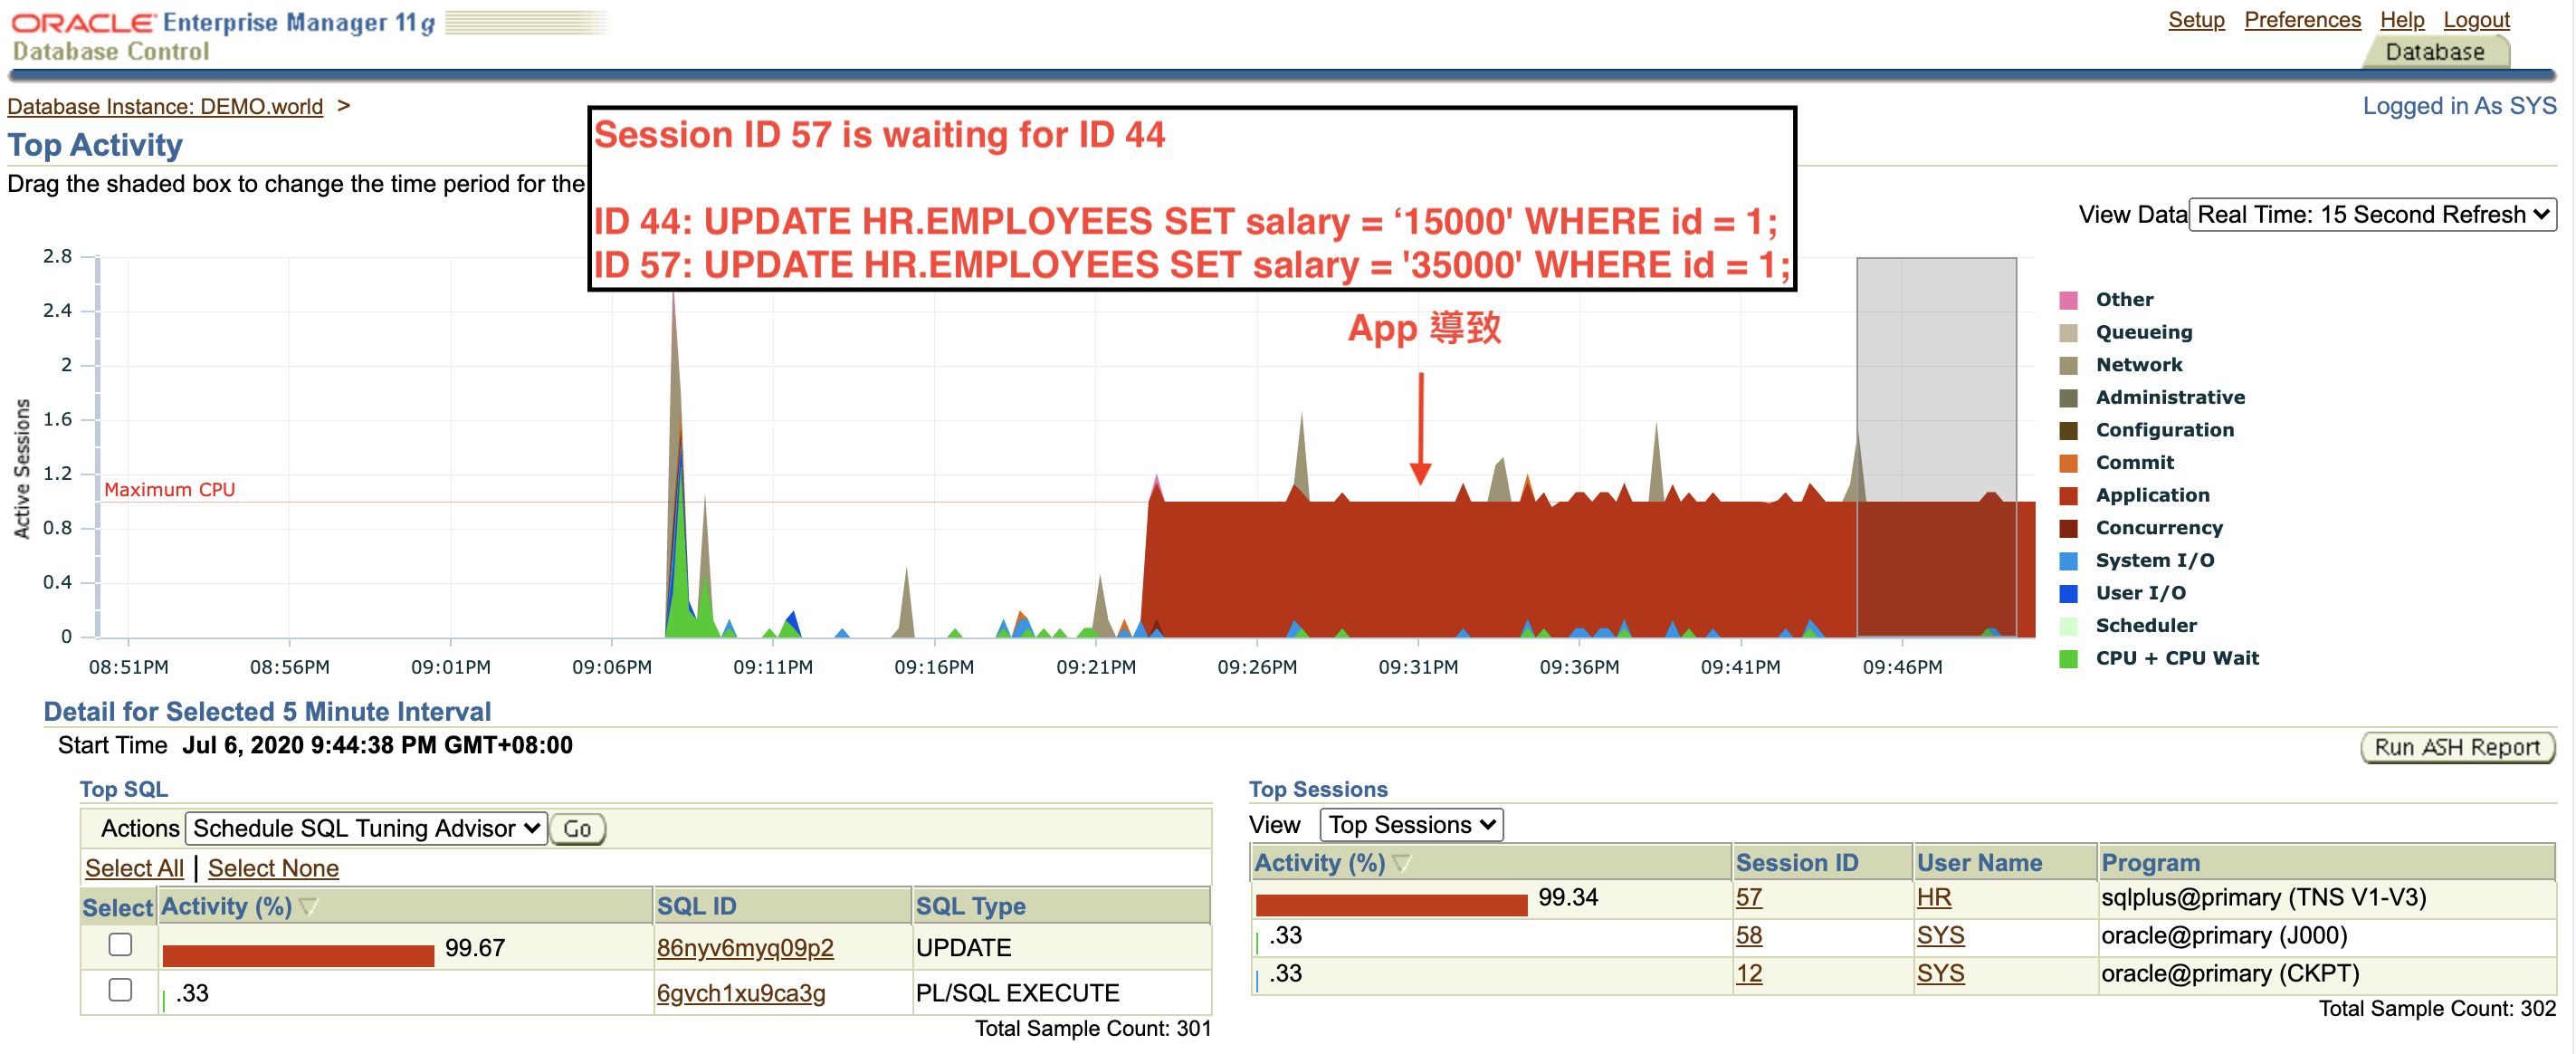 ORACLE Enterprise Manager 11g
Database Control
Setup Preferences Help Logout
Database
Database Instance: DEMO.world >
Logged in As SYS
Top Activity
Drag the shaded box to change the time period for the
Session ID 57 is waiting for ID 44
ID 44: UPDATE HR.EMPLOYEES SET salary = ‘15000' WHERE id = 1;
ID 57: UPDATE HR.EMPLOYEES SET salary = '35000' WHERE id = 1;
View Data Real Time: 15 Second Refresh
App 導致
Active Sessions
2.8
2.4
2
1.6
1.2
0.8
0.4
0
Maximum CPU
08:51PM 08:56PM 09:01PM 09:06PM 09:11PM 09:16PM 09:21PM 09:26PM 09:31PM 09:36PM 09:41PM 09:46PM
Other
Queueing
Network
Administrative
Configuration
Commit
Application
Concurrency
System I/O
User I/O
Scheduler
CPU + CPU Wait
Detail for Selected 5 Minute Interval
Start Time Jul 6, 2020 9:44:38 PM GMT+08:00
Run ASH Report
Top SQL
Actions Schedule SQL Tuning Advisor Go
Select All | Select None
Select Activity (%) SQL ID SQL Type
99.67 86nyv6myq09p2 UPDATE
.33 6gvch1xu9ca3g PL/SQL EXECUTE
Total Sample Count: 301
Top Sessions
View Top Sessions
Activity (%) Session ID User Name Program
99.34 57 HR sqlplus@primary (TNS V1-V3)
.33 58 SYS oracle@primary (J000)
.33 12 SYS oracle@primary (CKPT)
Total Sample Count: 302